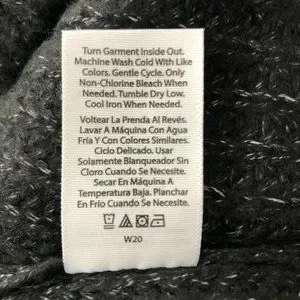 Turn Garment Inside Out.
Machine Wash Cold With Like
Colors, Gentle Cycle. Only
Non-Chlorine Bleach When
Needed. Tumble Dry Low.
Cool Iron When Needed.
Voltear La Prenda Al Revés.
Lavar A Máquina Con Agua
Fría Y Con Colores Similares.
Ciclo Delicado. Usar
Solamente Blanqueador Sin
Cloro Cuando Se Necesite.
Secar En Máquina A
Temperatura Baja. Planchar
En Frío Cuando Se Necesite.
W20